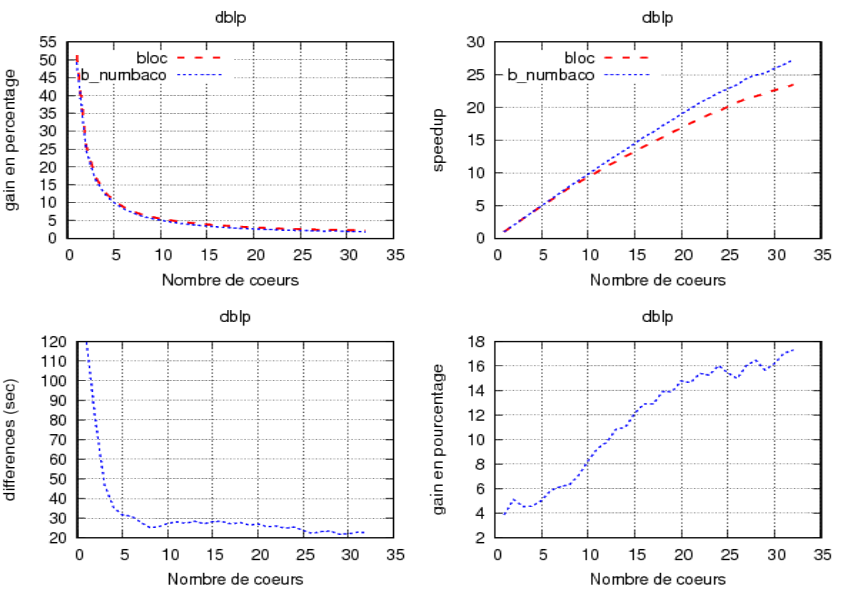 dblp
gain en percentage
55
50
45
40
35
30
25
20
15
10
5
0
bloc
b_numbaco
0 5 10 15 20 25 30 35
Nombre de coeurs
dblp
speedup
30
25
20
15
10
5
0
bloc
b_numbaco
0 5 10 15 20 25 30 35
Nombre de coeurs
dblp
differences (sec)
120
110
100
90
80
70
60
50
40
30
20
0 5 10 15 20 25 30 35
Nombre de coeurs
dblp
gain en pourcentage
18
16
14
12
10
8
6
4
2
0 5 10 15 20 25 30 35
Nombre de coeurs